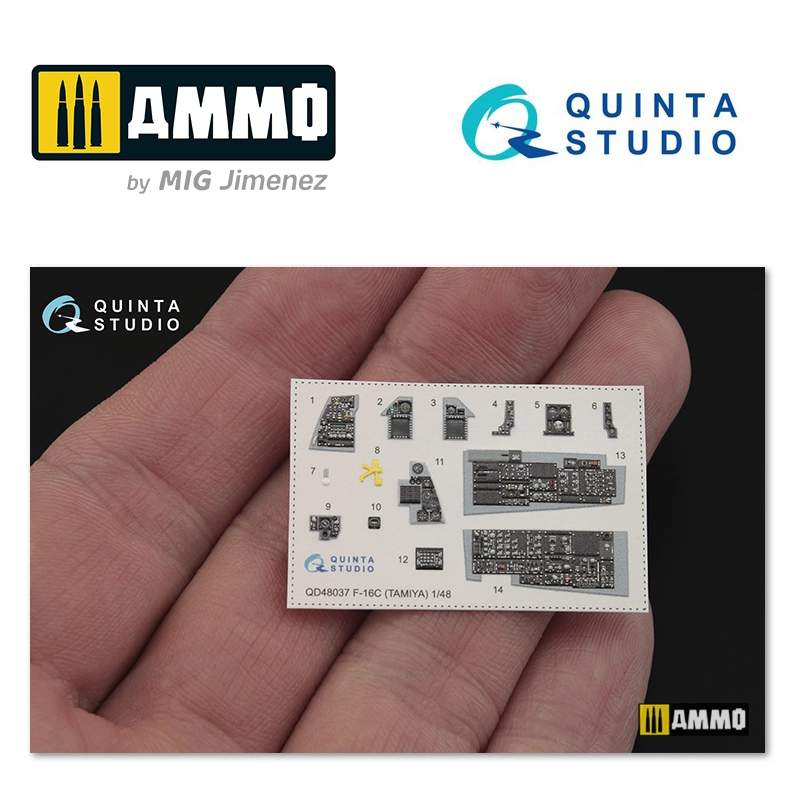 AMMO
by MIG Jimenez
QUINTA
STUDIO
QUINTA
STUDIO
1
2
3
4
5
6
7
8
9
10
11
12
13
14
QUINTA
STUDIO
QD48037 F-16C (TAMIYA) 1/48
AMMO